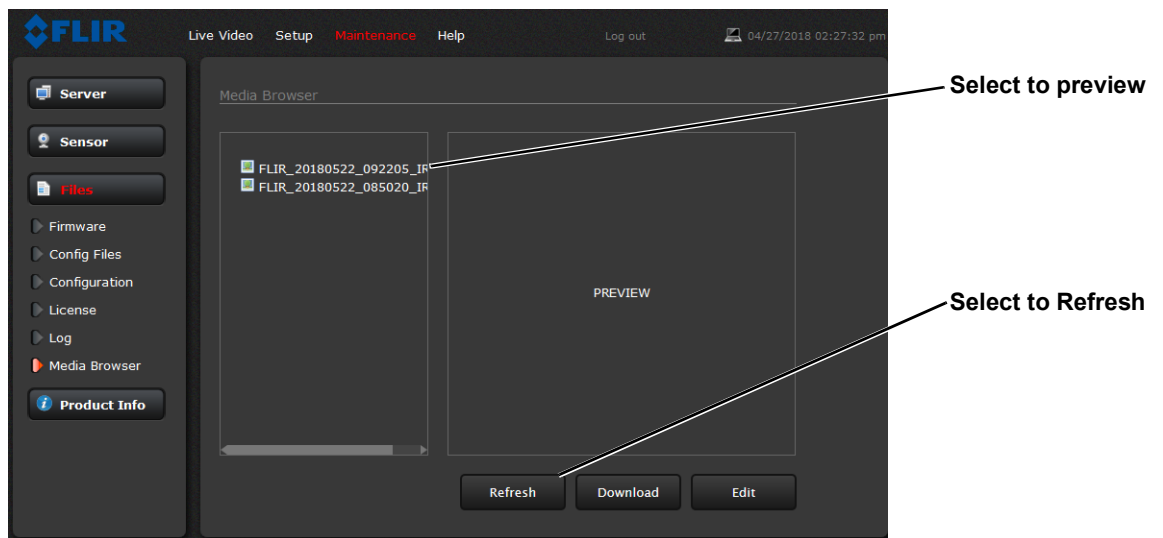 FLIR
Live Video Setup Maintenance Help Log out 04/27/2018 02:27:32 pm
Server
Sensor
Files
Firmware
Config Files
Configuration
License
Log
Media Browser
Product Info
Media Browser
FLIR_20180522_092205_IR
FLIR_20180522_085020_IR
PREVIEW
Refresh Download Edit
Select to preview
Select to Refresh